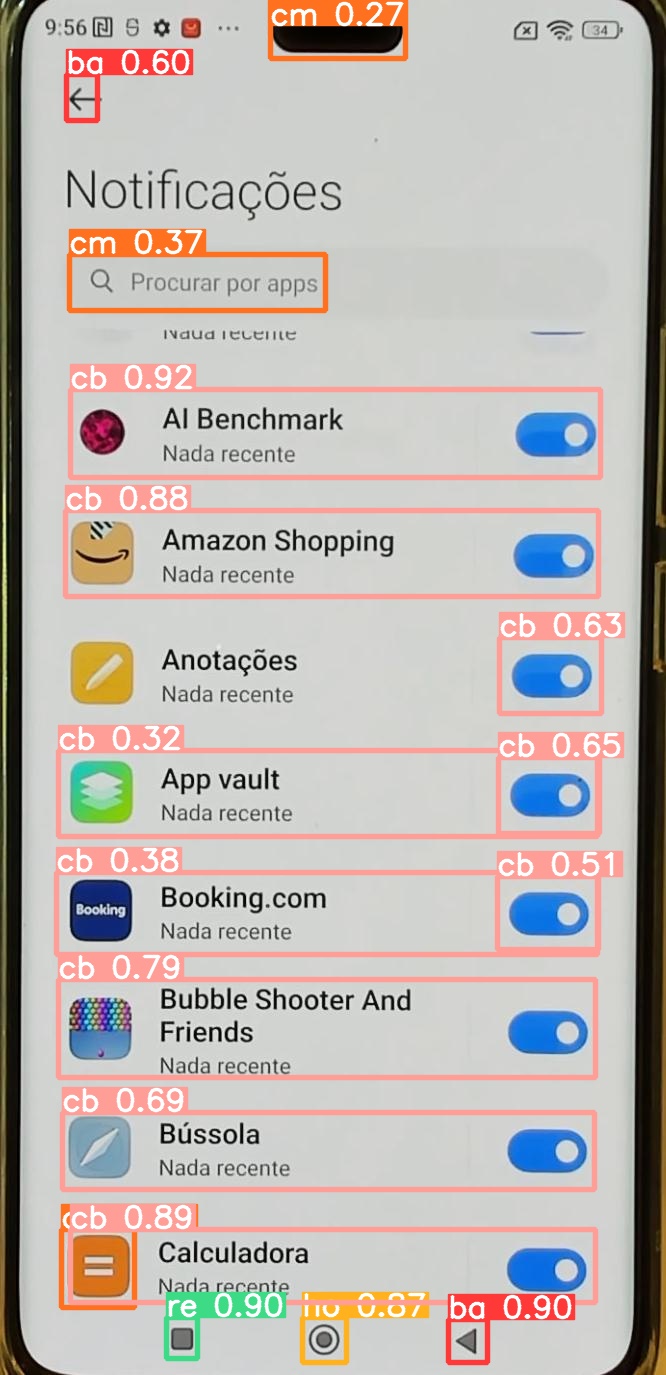 cm 0.27
9:56
34
ba 0.60
Notificações
cm 0.37
Procurar por apps
Nada recente
cb 0.92
AI Benchmark
Nada recente
cb 0.88
Amazon Shopping
Nada recente
cb 0.63
Anotações
Nada recente
cb 0.32
cb 0.65
App vault
Nada recente
cb 0.38
cb 0.51
Booking
Booking.com
Nada recente
cb 0.79
Bubble Shooter And
Friends
Nada recente
cb 0.69
Bússola
Nada recente
cb 0.89
Calculadora
Nada recente
re 0.90
ho 0.87
ba 0.90